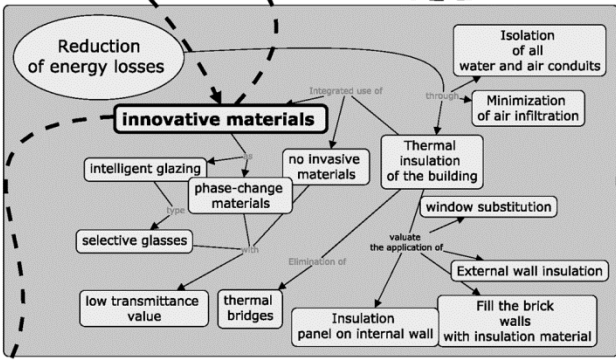 Reduction
of energy losses
Isolation
of all
water and air conduits
Integrated use of
through
Minimization
of air infiltration
innovative materials
as
no invasive
materials
Thermal
insulation
of the building
intelligent glazing
phase-change
materials
type
window substitution
selective glasses
with
valuate
the application of
Elimination of
External wall insulation
low transmittance
value
thermal
bridges
Insulation
panel on internal wall
Fill the brick
walls
with insulation material